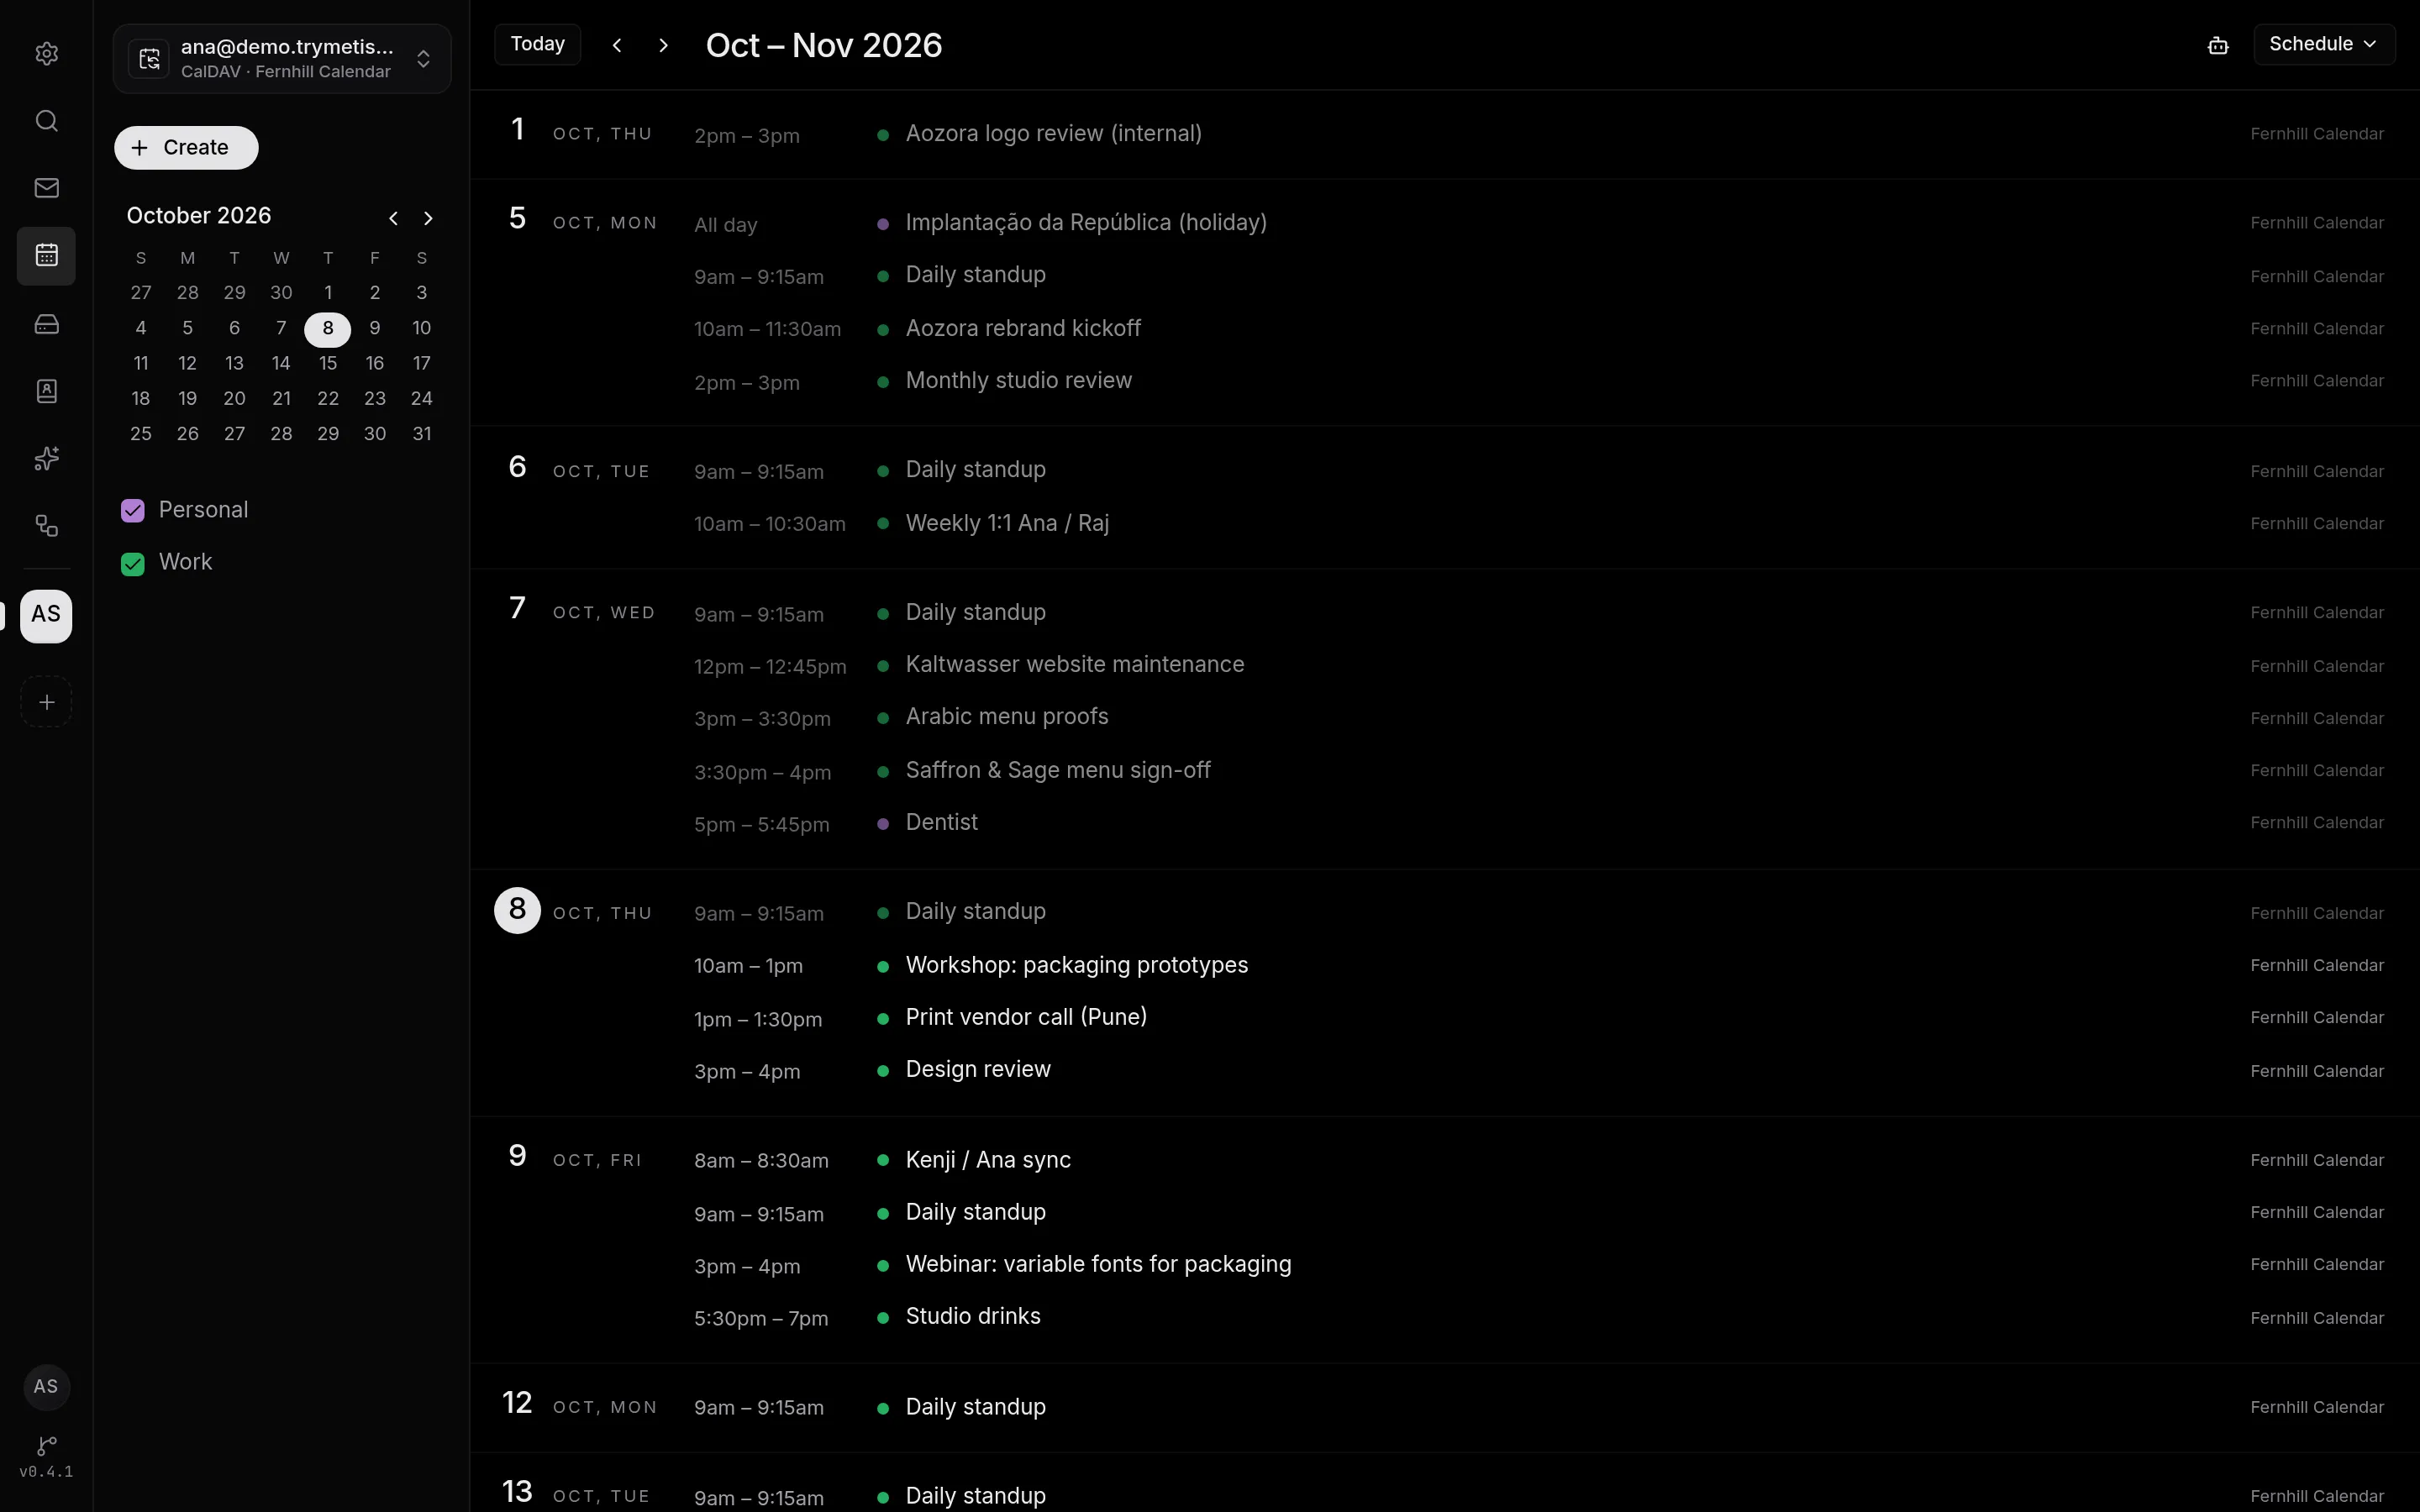 ana@demo.trymetis...
CalDAV · Fernhill Calendar
Create
October 2026
S M T W T F S
27 28 29 30 1 2 3
4 5 6 7 8 9 10
11 12 13 14 15 16 17
18 19 20 21 22 23 24
25 26 27 28 29 30 31
Personal
Work
AS
AS
v0.4.1
Today Oct – Nov 2026 Schedule
1 OCT, THU 2pm – 3pm Aozora logo review (internal) Fernhill Calendar
5 OCT, MON All day Implantação da República (holiday) Fernhill Calendar
9am – 9:15am Daily standup Fernhill Calendar
10am – 11:30am Aozora rebrand kickoff Fernhill Calendar
2pm – 3pm Monthly studio review Fernhill Calendar
6 OCT, TUE 9am – 9:15am Daily standup Fernhill Calendar
10am – 10:30am Weekly 1:1 Ana / Raj Fernhill Calendar
7 OCT, WED 9am – 9:15am Daily standup Fernhill Calendar
12pm – 12:45pm Kaltwasser website maintenance Fernhill Calendar
3pm – 3:30pm Arabic menu proofs Fernhill Calendar
3:30pm – 4pm Saffron & Sage menu sign-off Fernhill Calendar
5pm – 5:45pm Dentist Fernhill Calendar
8 OCT, THU 9am – 9:15am Daily standup Fernhill Calendar
10am – 1pm Workshop: packaging prototypes Fernhill Calendar
1pm – 1:30pm Print vendor call (Pune) Fernhill Calendar
3pm – 4pm Design review Fernhill Calendar
9 OCT, FRI 8am – 8:30am Kenji / Ana sync Fernhill Calendar
9am – 9:15am Daily standup Fernhill Calendar
3pm – 4pm Webinar: variable fonts for packaging Fernhill Calendar
5:30pm – 7pm Studio drinks Fernhill Calendar
12 OCT, MON 9am – 9:15am Daily standup Fernhill Calendar
13 OCT, TUE 9am – 9:15am Daily standup Fernhill Calendar